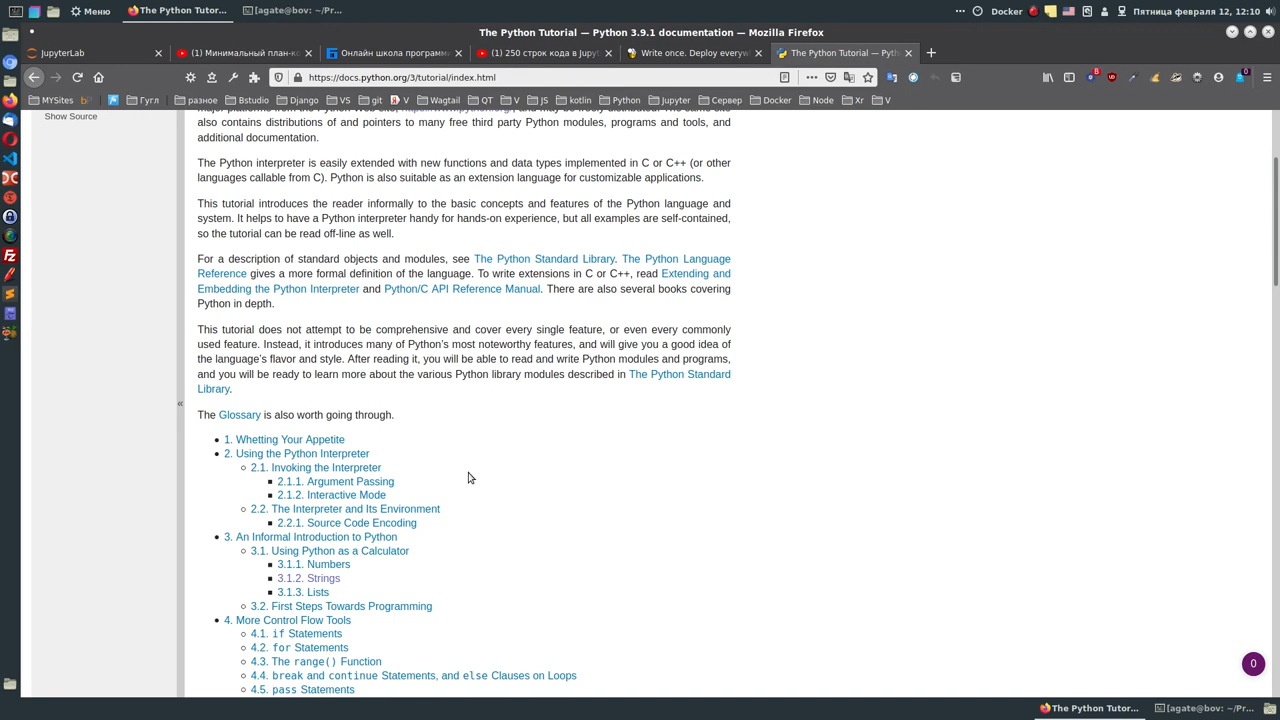 Меню
The Python Tutor...
[agate@bov: ~/Pr...
Docker
Пятница февраля 12, 12:10
The Python Tutorial — Python 3.9.1 documentation — Mozilla Firefox
JupyterLab
(1) Минимальный план-ко
Онлайн школа программ
(1) 250 строк кода в Jupyt
Write once. Deploy everyw
The Python Tutorial — Pyth
https://docs.python.org/3/tutorial/index.html
8
0
MYSites
Гугл
разное
Bstudio
Django
VS
git
V
Wagtail
QT
V
JS
kotlin
Python
Jupyter
Сервер
Docker
Node
Xr
V
Show Source
also contains distributions of and pointers to many free third party Python modules, programs and tools, and
additional documentation.
The Python interpreter is easily extended with new functions and data types implemented in C or C++ (or other
languages callable from C). Python is also suitable as an extension language for customizable applications.
This tutorial introduces the reader informally to the basic concepts and features of the Python language and
system. It helps to have a Python interpreter handy for hands-on experience, but all examples are self-contained,
so the tutorial can be read off-line as well.
For a description of standard objects and modules, see The Python Standard Library. The Python Language
Reference gives a more formal definition of the language. To write extensions in C or C++, read Extending and
Embedding the Python Interpreter and Python/C API Reference Manual. There are also several books covering
Python in depth.
This tutorial does not attempt to be comprehensive and cover every single feature, or even every commonly
used feature. Instead, it introduces many of Python's most noteworthy features, and will give you a good idea of
the language's flavor and style. After reading it, you will be able to read and write Python modules and programs,
and you will be ready to learn more about the various Python library modules described in The Python Standard
Library.
«
The Glossary is also worth going through.
1. Whetting Your Appetite
2. Using the Python Interpreter
2.1. Invoking the Interpreter
2.1.1. Argument Passing
2.1.2. Interactive Mode
2.2. The Interpreter and Its Environment
2.2.1. Source Code Encoding
3. An Informal Introduction to Python
3.1. Using Python as a Calculator
3.1.1. Numbers
3.1.2. Strings
3.1.3. Lists
3.2. First Steps Towards Programming
4. More Control Flow Tools
4.1. if Statements
4.2. for Statements
4.3. The range() Function
4.4. break and continue Statements, and else Clauses on Loops
4.5. pass Statements
0
The Python Tutor...
[agate@bov: ~/Pr...